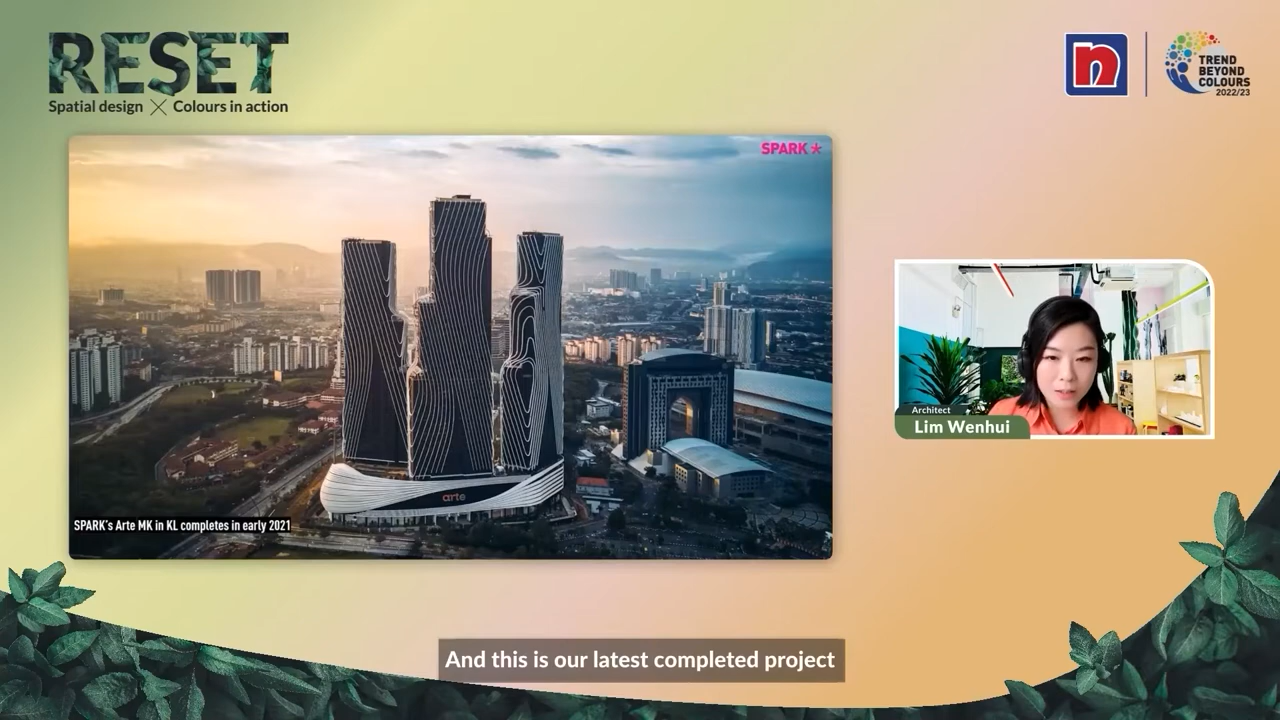 RESET
Spatial design X Colours in action
n
TREND
BEYOND
COLOURS
2022/23
SPARK*
arte
SPARK's Arte MK in KL completes in early 2021
Architect
Lim Wenhui
And this is our latest completed project